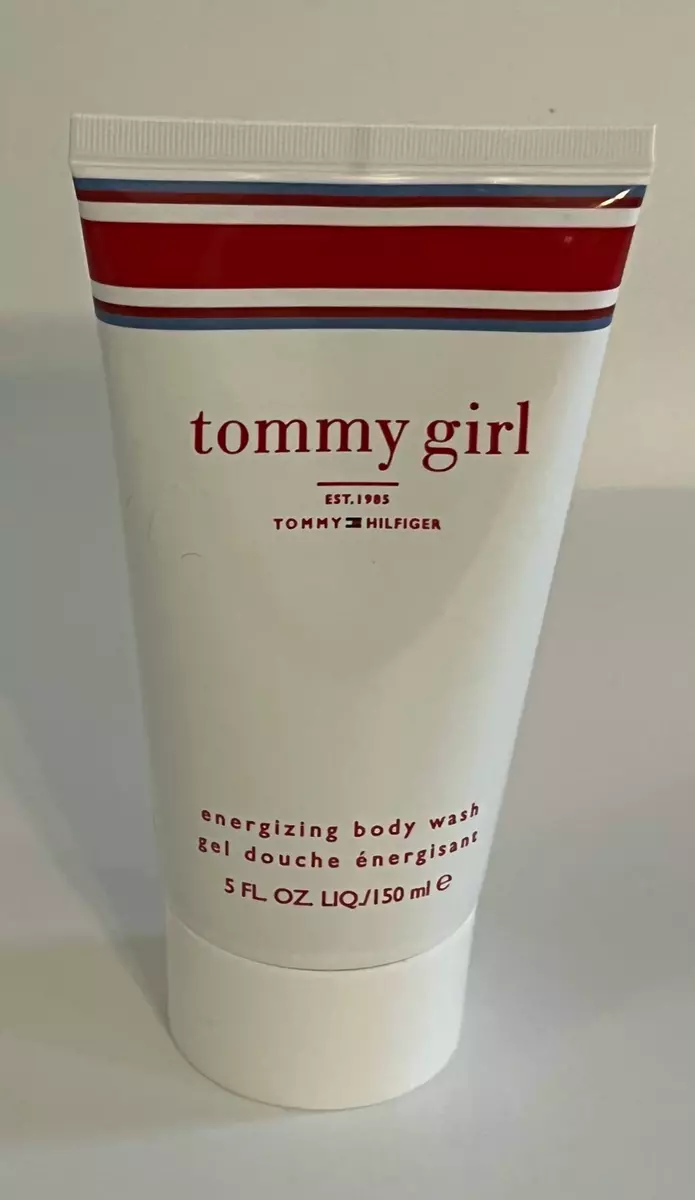 tommy girl
EST. 1985
TOMMY HILFIGER
energizing body wash
gel douche énergisant
5 FL. OZ. LIQ./150 ml e